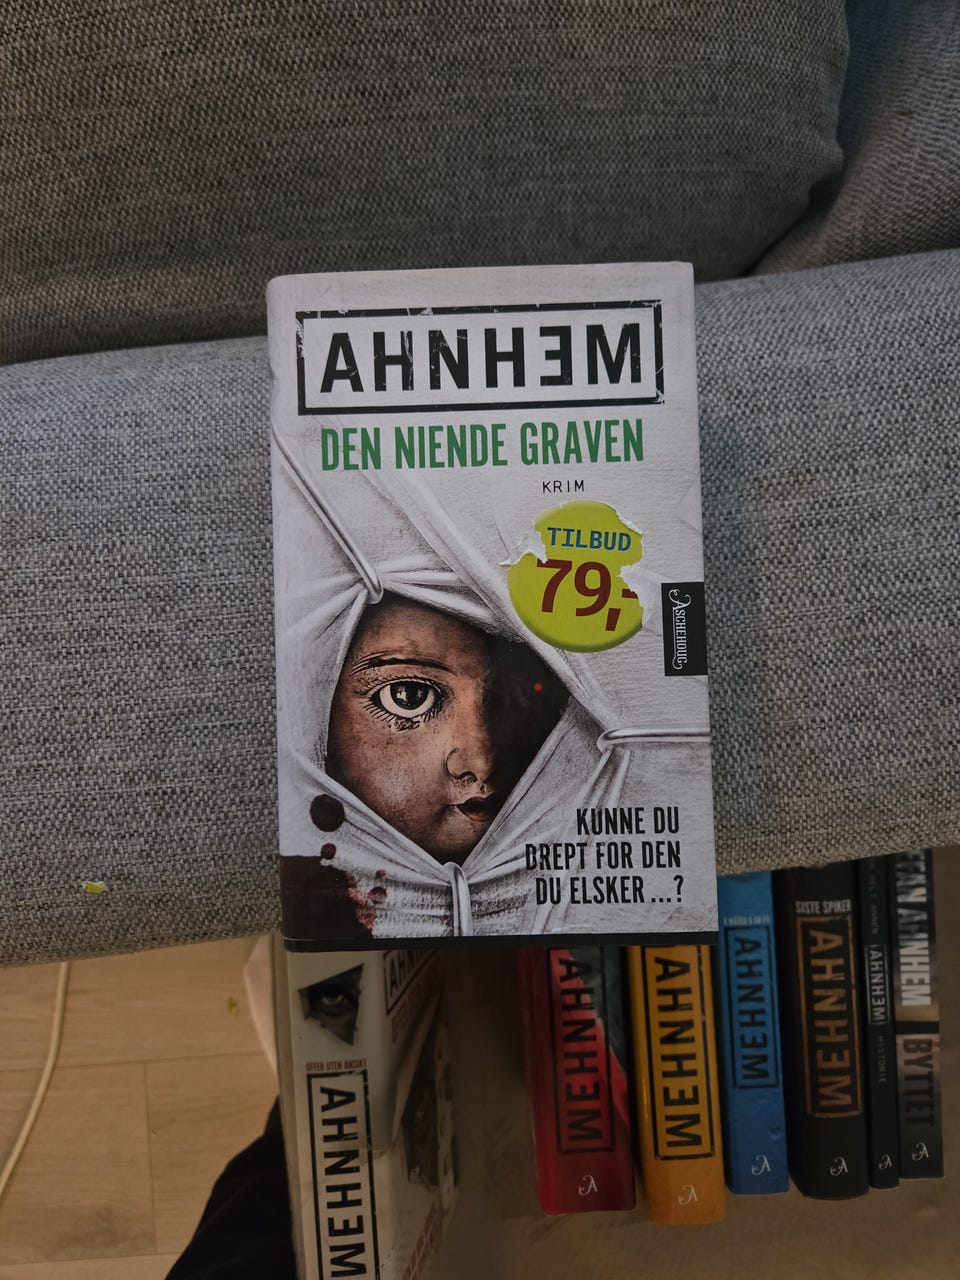 AHNHEM
DEN NIENDE GRAVEN
KRIM
TILBUD
79,-
ASCHEHOUG
KUNNE DU
DREPT FOR DEN
DU ELSKER ...?
OFFER UTEN ANSIKT
AHNHEM
AHNHEM
AHNHEM
AHNHEM
SISTE SPIKER
AHNHEM
AHNHEM
HISTORIE
AHNHEM
BYTTET